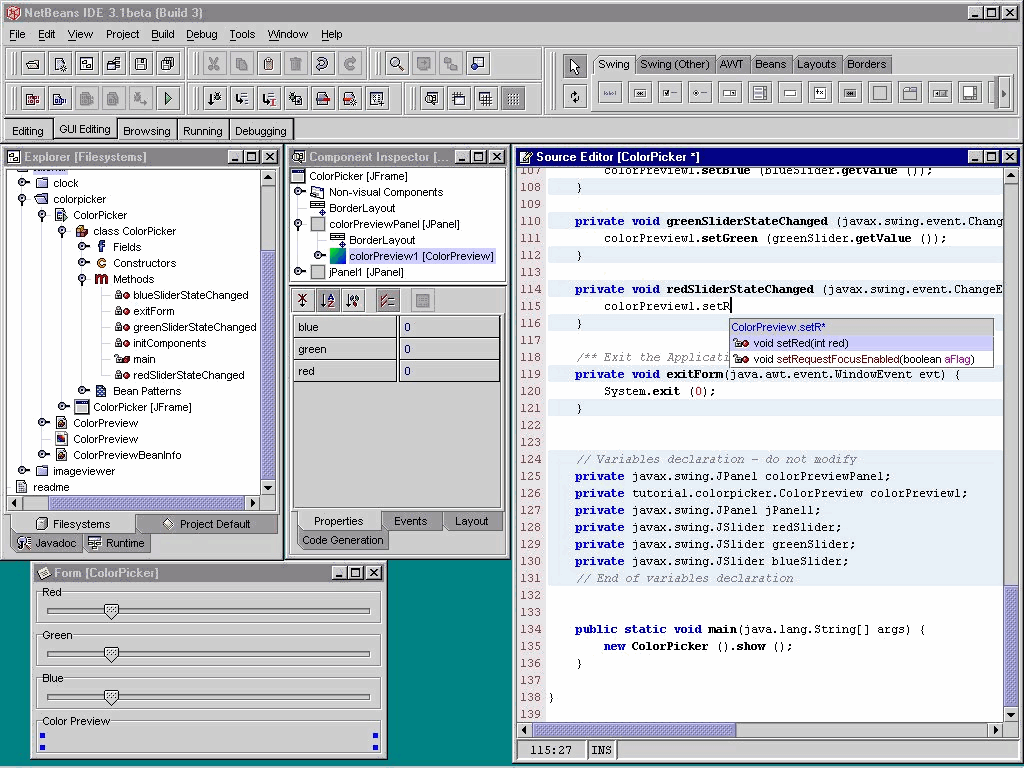 NetBeans IDE 3.1beta (Build 3)
File Edit View Project Build Debug Tools Window Help
Swing Swing (Other) AWT Beans Layouts Borders
Editing GUI Editing Browsing Running Debugging
Explorer [Filesystems]
clock
colorpicker
ColorPicker
class ColorPicker
Fields
Constructors
Methods
blueSliderStateChanged
exitForm
greenSliderStateChanged
initComponents
main
redSliderStateChanged
Bean Patterns
ColorPicker [JFrame]
ColorPreview
ColorPreview
ColorPreviewBeanInfo
imageviewer
readme
Filesystems Project Default
Javadoc Runtime
Component Inspector [...
ColorPicker [JFrame]
Non-visual Components
BorderLayout
colorPreviewPanel [JPanel]
BorderLayout
colorPreview1 [ColorPreview]
jPanel1 [JPanel]
blue 0
green 0
red 0
Properties Events Layout
Code Generation
Source Editor [ColorPicker *]
107 colorPreview1.setBlue (blueSlider.getValue ());
108 }
109
110 private void greenSliderStateChanged (javax.swing.event.Chang
111 colorPreview1.setGreen (greenSlider.getValue ());
112 }
113
114 private void redSliderStateChanged (javax.swing.event.ChangeE
115 colorPreview1.setR
116 }
ColorPreview.setR*
void setRed(int red)
void setRequestFocusEnabled(boolean aFlag)
117
118 /** Exit the Applicati
119 private void exitForm(java.awt.event.WindowEvent evt) {
120 System.exit (0);
121 }
122
123
124 // Variables declaration - do not modify
125 private javax.swing.JPanel colorPreviewPanel;
126 private tutorial.colorpicker.ColorPreview colorPreview1;
127 private javax.swing.JPanel jPanel1;
128 private javax.swing.JSlider redSlider;
129 private javax.swing.JSlider greenSlider;
130 private javax.swing.JSlider blueSlider;
131 // End of variables declaration
132
133
134 public static void main(java.lang.String[] args) {
135 new ColorPicker ().show ();
136 }
137
138 }
139
115:27 INS
Form [ColorPicker]
Red
Green
Blue
Color Preview